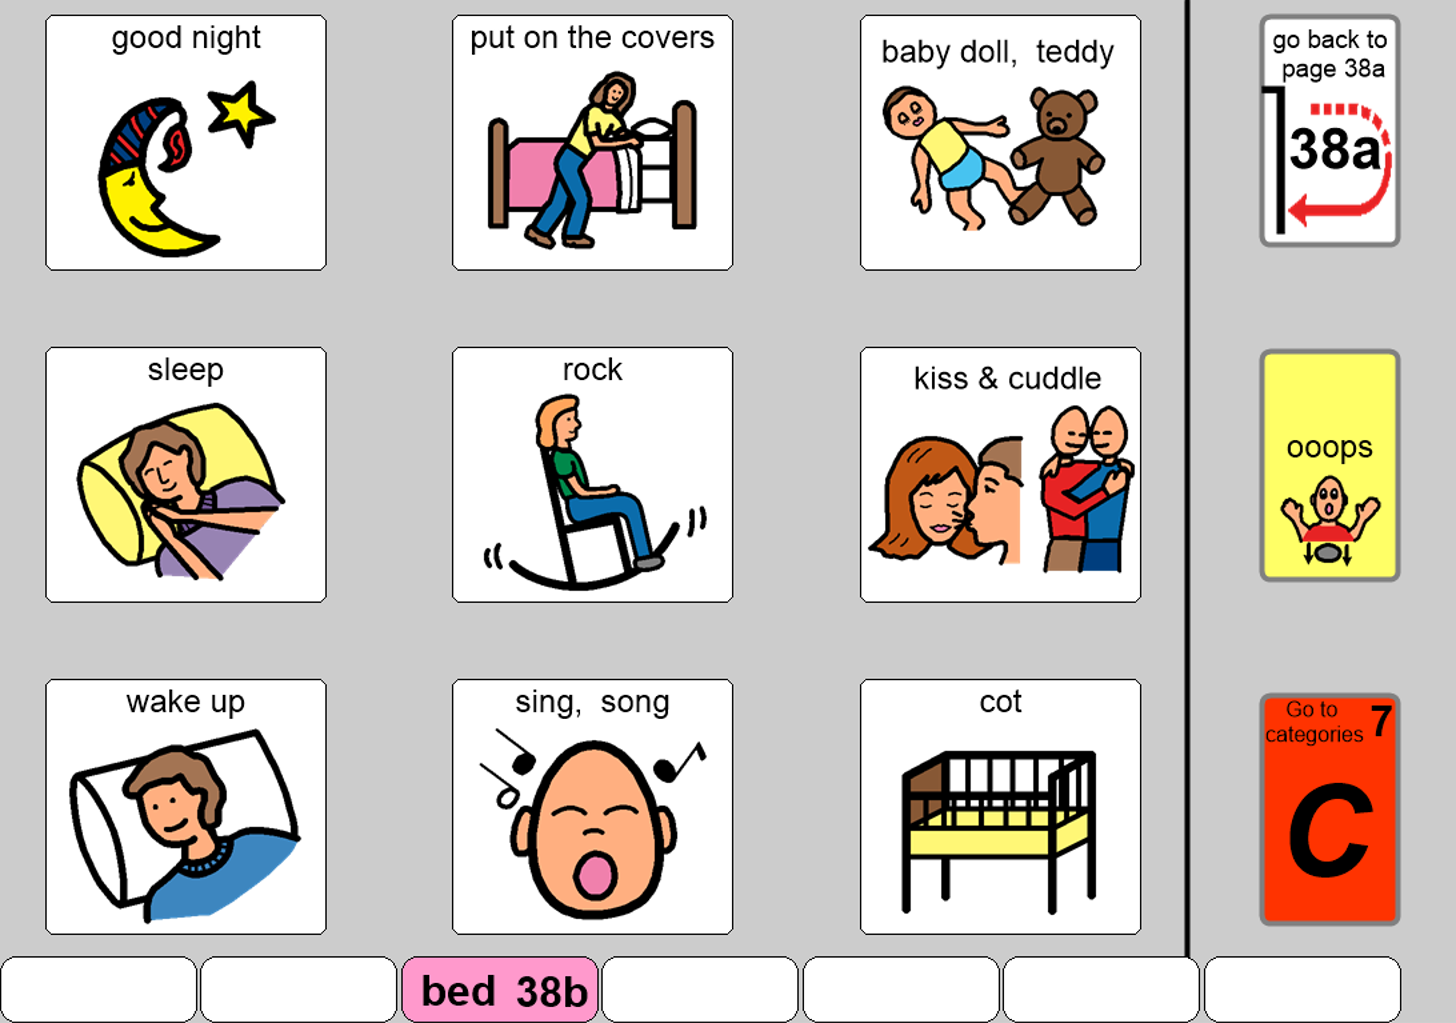 good night
put on the covers
baby doll,  teddy
go back to
page 38a
38a
sleep
rock
kiss & cuddle
ooops
wake up
sing,  song
cot
Go to
categories 7
C
bed 38b